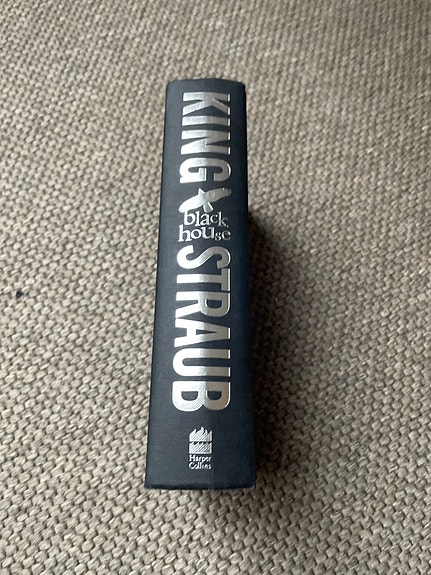 KING
black
house
STRAUB
Harper
Collins